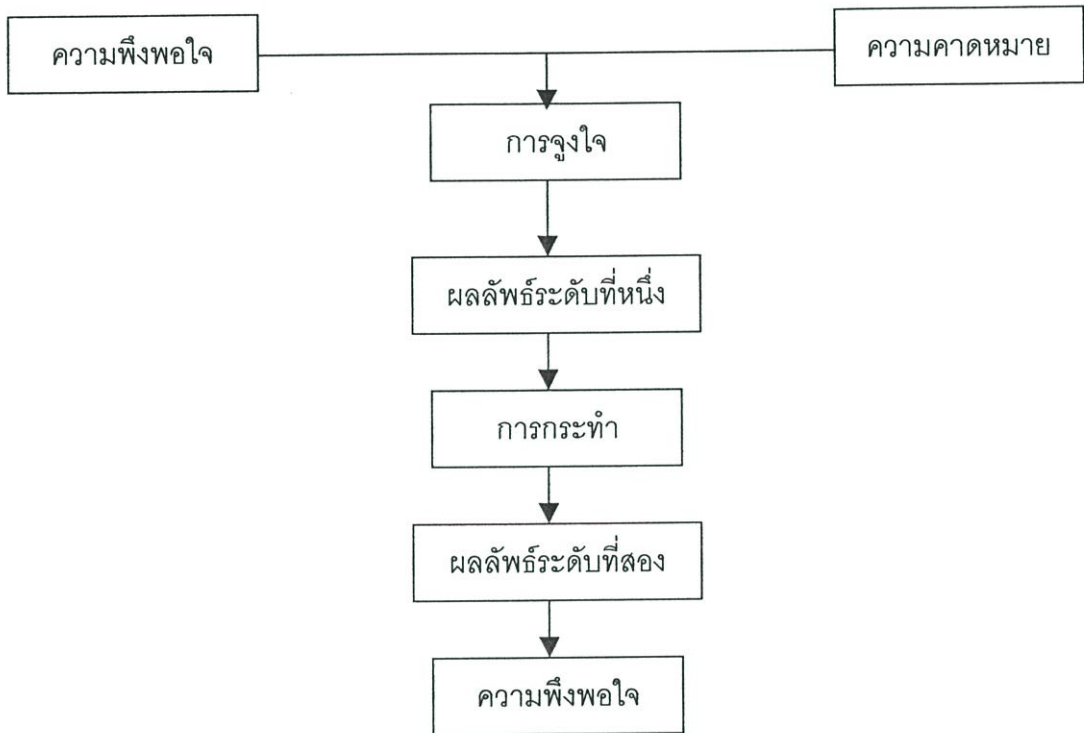 ความพึงพอใจ
ความคาดหมาย
การจูงใจ
ผลลัพธ์ระดับที่หนึ่ง
การกระทำ
ผลลัพธ์ระดับที่สอง
ความพึงพอใจ